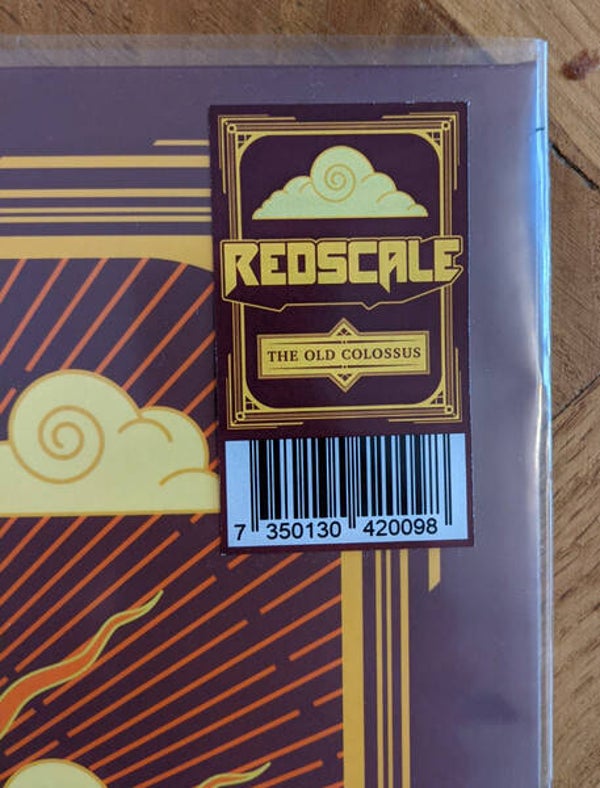 REDSCALE
THE OLD COLOSSUS
7 350130 420098